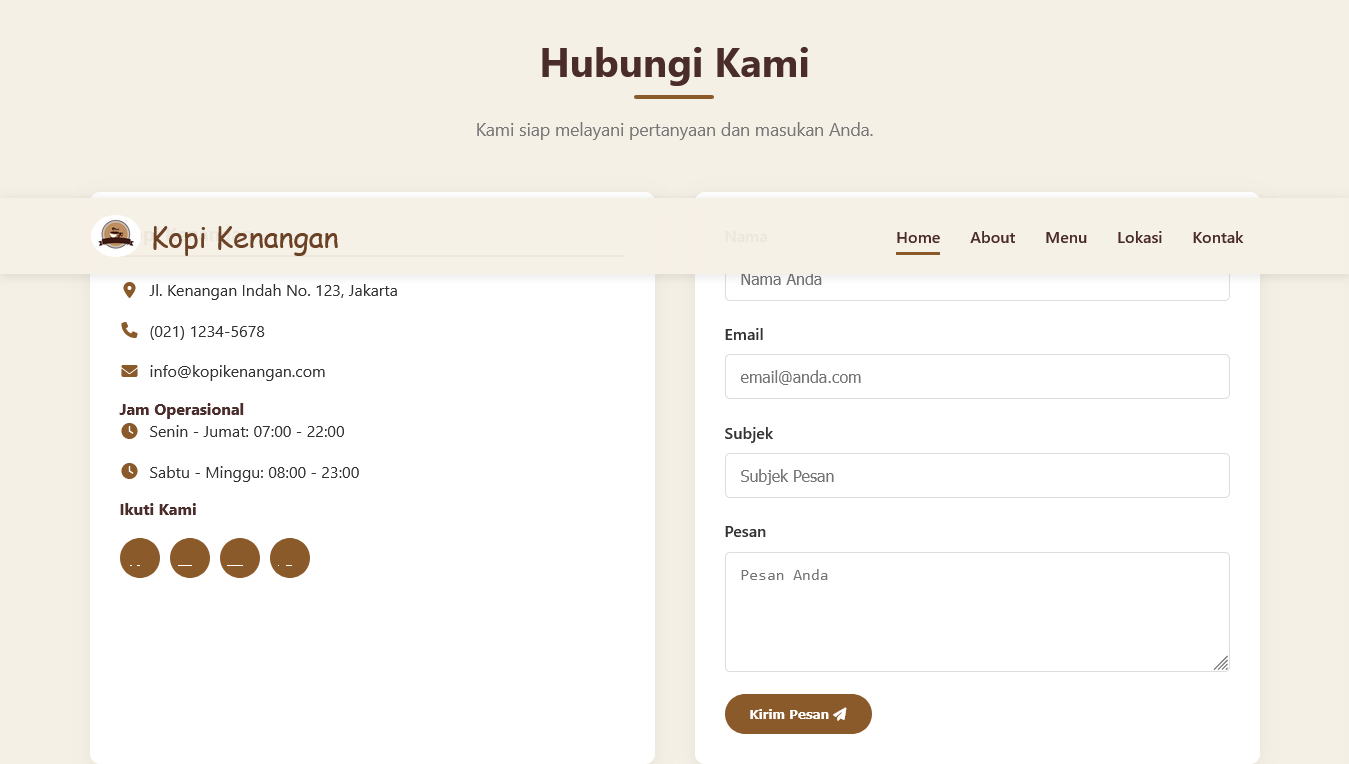 Hubungi Kami
Kami siap melayani pertanyaan dan masukan Anda.
Kopi Kenangan
Home
About
Menu
Lokasi
Kontak
Jl. Kenangan Indah No. 123, Jakarta
(021) 1234-5678
info@kopikenangan.com
Jam Operasional
Senin - Jumat: 07:00 - 22:00
Sabtu - Minggu: 08:00 - 23:00
Ikuti Kami
Nama
Nama Anda
Email
email@anda.com
Subjek
Subjek Pesan
Pesan
Pesan Anda
Kirim Pesan